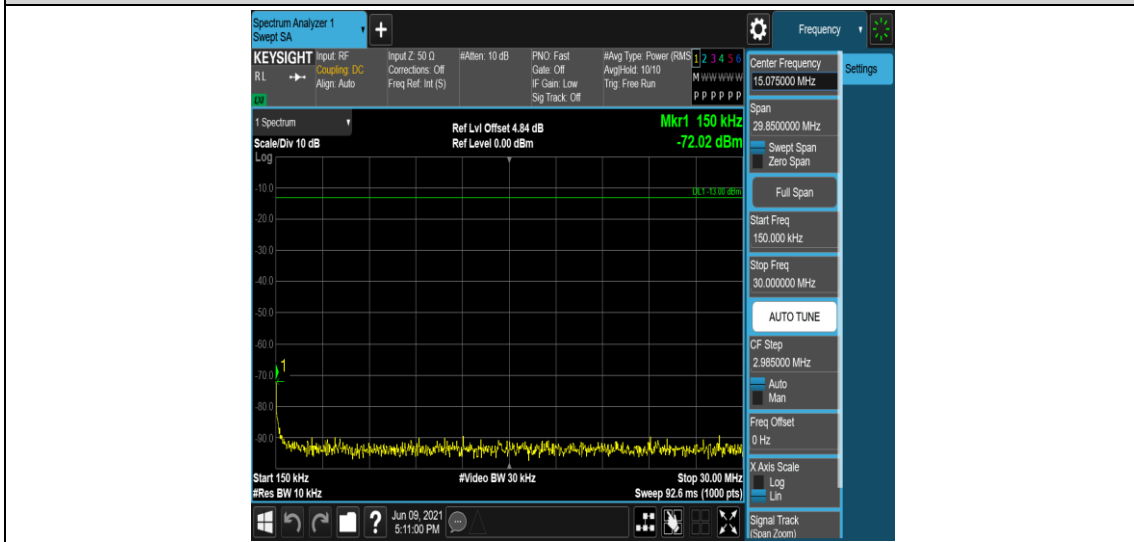 Spectrum Analyzer 1
Swept SA
+
Frequency
KEYSIGHT
RL
LXI
Input: RF
Coupling: DC
Align: Auto
Input Z: 50 Ω
Corrections: Off
Freq Ref: Int (S)
#Atten: 10 dB
PNO: Fast
Gate: Off
IF Gain: Low
Sig Track: Off
#Avg Type: Power (RMS
Avg|Hold: 10/10
Trig: Free Run
1 2 3 4 5 6
M W W W W W
P P P P P P
1 Spectrum
Scale/Div 10 dB
Log
Ref Lvl Offset 4.84 dB
Ref Level 0.00 dBm
Mkr1 150 kHz
-72.02 dBm
DL1 -13.00 dBm
-10.0
-20.0
-30.0
-40.0
-50.0
-60.0
-70.0
-80.0
-90.0
1
Start 150 kHz
#Res BW 10 kHz
#Video BW 30 kHz
Stop 30.00 MHz
Sweep 92.6 ms (1000 pts)
Center Frequency
15.075000 MHz
Settings
Span
29.8500000 MHz
Swept Span
Zero Span
Full Span
Start Freq
150.000 kHz
Stop Freq
30.000000 MHz
AUTO TUNE
CF Step
2.985000 MHz
Auto
Man
Freq Offset
0 Hz
X Axis Scale
Log
Lin
Signal Track
(Span Zoom)
?
Jun 09, 2021
5:11:00 PM